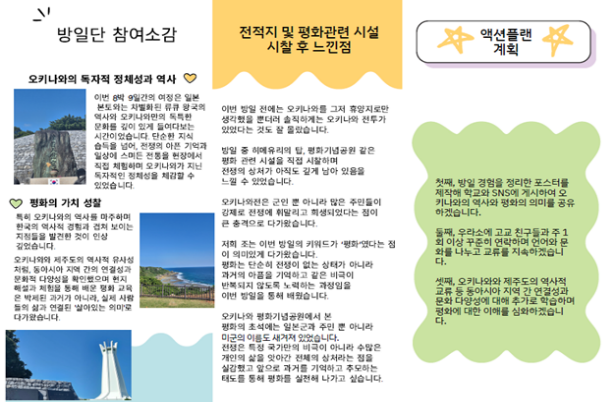 방일단 참여소감
오키나와의 독자적 정체성과 역사
이번 8박 9일간의 여정은 일본
본토와는 차별화된 류큐 왕국의
역사와 오키나와만의 독특한
문화를 깊이 있게 들여다보는
시간이었습니다. 단순한 지식
습득을 넘어, 전쟁의 아픈 기억과
일상에 스며든 전통을 현장에서
직접 체험하며 오키나와가 지닌
독자적인 정체성을 체감할 수
있었습니다.
평화의 가치 성찰
특히 오키나와의 역사를 마주하며
한국의 역사적 경험과 겹쳐 보이는
지점들을 발견한 것이 인상
깊었습니다.
오키나와와 제주도의 역사적 유사성
처럼, 동아시아 지역 간의 연결성과
문화적 다양성을 확인했으며 현지
해설과 체험을 통해 배운 평화 교육
은 박제된 과거가 아니라, 실제 사람
들의 삶과 연결된 '살아있는 의미'로
다가왔습니다.
전적지 및 평화관련 시설
시찰 후 느낀점
이번 방일 전에는 오키나와를 그저 휴양지로만
생각했을 뿐더러 솔직하게는 오키나와 전투가
있었다는 것도 잘 몰랐습니다.
방일 중 히메유리의 탑, 평화기념공원 같은
평화 관련 시설을 직접 시찰하며
전쟁의 상처가 아직도 깊게 남아 있음을
느낄 수 있었습니다.
오키나와전은 군인 뿐 아니라 많은 주민들이
강제로 전쟁에 휘말리고 희생되었다는 점이
큰 충격으로 다가왔습니다.
저희 조는 이번 방일의 키워드가 '평화'였다는 점
이 의미있게 다가왔습니다.
평화는 단순히 전쟁이 없는 상태가 아니라
과거의 아픔을 기억하고 같은 비극이
반복되지 않도록 노력하는 과정임을
이번 방일을 통해 배웠습니다.
오키나와 평화기념공원에서 본
평화의 초석에는 일본군과 주민 뿐 아니라
미군의 이름도 새겨져 있었습니다.
전쟁은 특정 국가만의 비극이 아니라 수많은
개인의 삶을 앗아간 전체의 상처라는 점을
실감했고 앞으로 과거를 기억하고 추모하는
태도를 통해 평화를 실천해 나가고 싶습니다.
액션플랜
계획
첫째, 방일 경험을 정리한 포스터를
제작해 학교와 SNS에 게시하여 오
키나와의 역사와 평화의 의미를 공유
하겠습니다.
둘째, 우라소에 고교 친구들과 주 1
회 이상 꾸준히 연락하며 언어와 문
화를 나누고 교류를 지속하겠습니다.
셋째, 오키나와와 제주도의 역사적
교류 등 동아시아 지역 간 연결성과
문화 다양성에 대해 추가로 학습하며
평화에 대한 이해를 심화하겠습니
다.